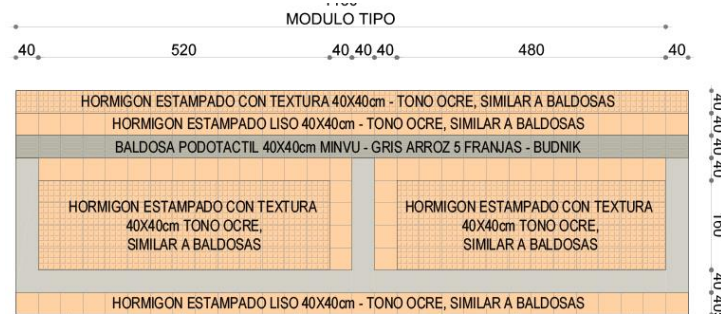 MODULO TIPO
40 520 40 40 40 480 40
HORMIGON ESTAMPADO CON TEXTURA 40X40cm - TONO OCRE, SIMILAR A BALDOSAS
HORMIGON ESTAMPADO LISO 40X40cm - TONO OCRE, SIMILAR A BALDOSAS
BALDOSA PODOTACTIL 40X40cm MINVU - GRIS ARROZ 5 FRANJAS - BUDNIK
40
40
40
40
HORMIGON ESTAMPADO CON TEXTURA
40X40cm TONO OCRE,
SIMILAR A BALDOSAS
HORMIGON ESTAMPADO CON TEXTURA
40X40cm TONO OCRE,
SIMILAR A BALDOSAS
160
40
40
HORMIGON ESTAMPADO LISO 40X40cm - TONO OCRE, SIMILAR A BALDOSAS